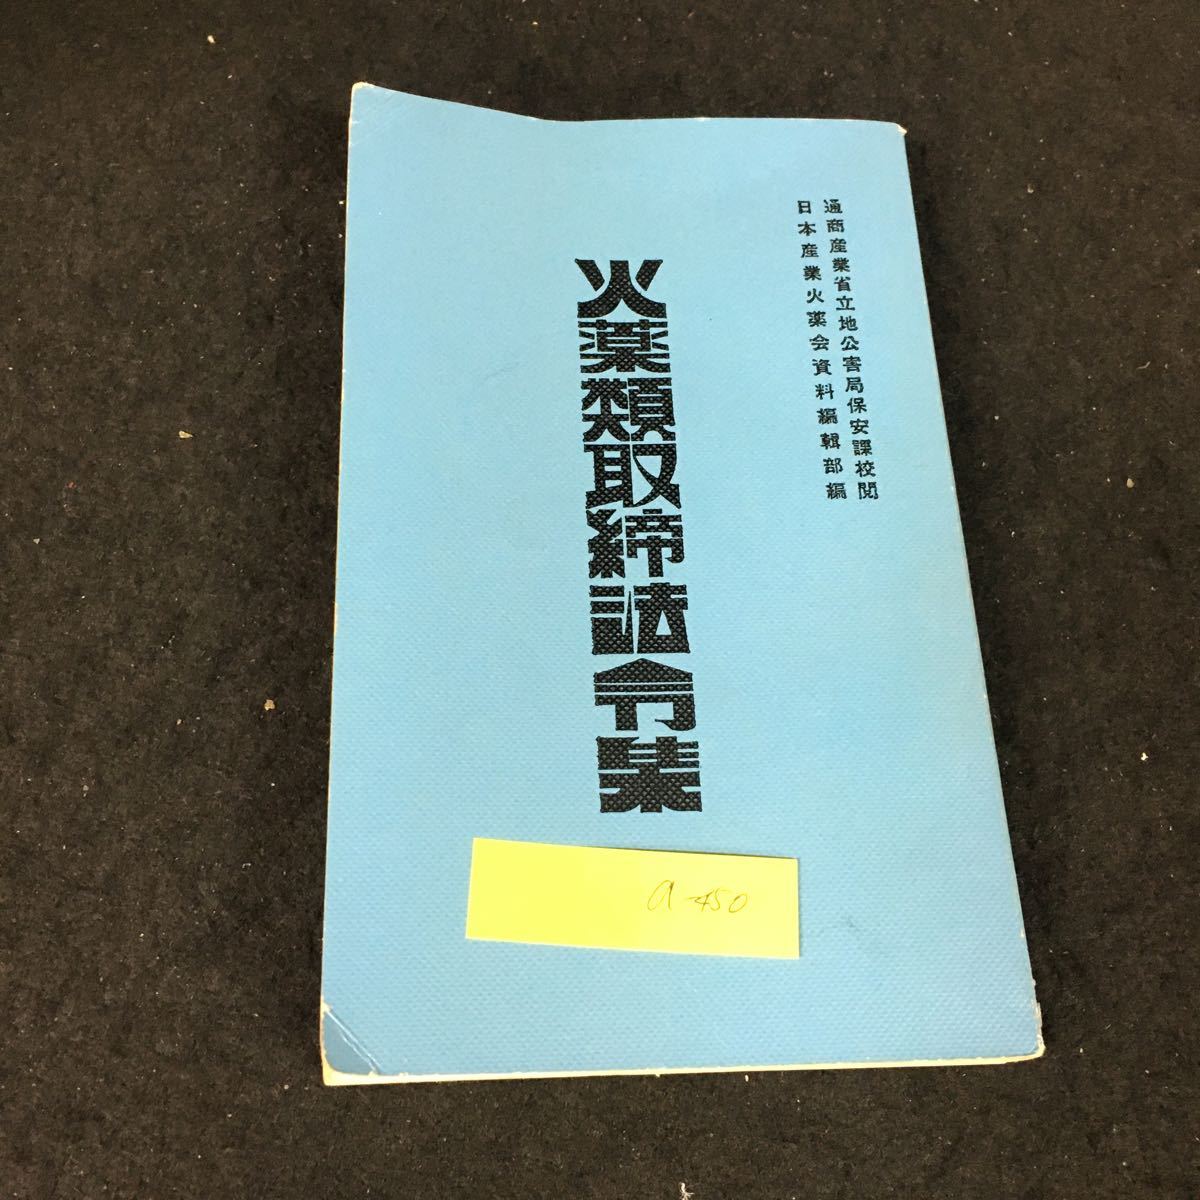 通商産業省立地公害局保安課校閲
日本産業火薬会資料編輯部編
火薬類取締法令集
a-450